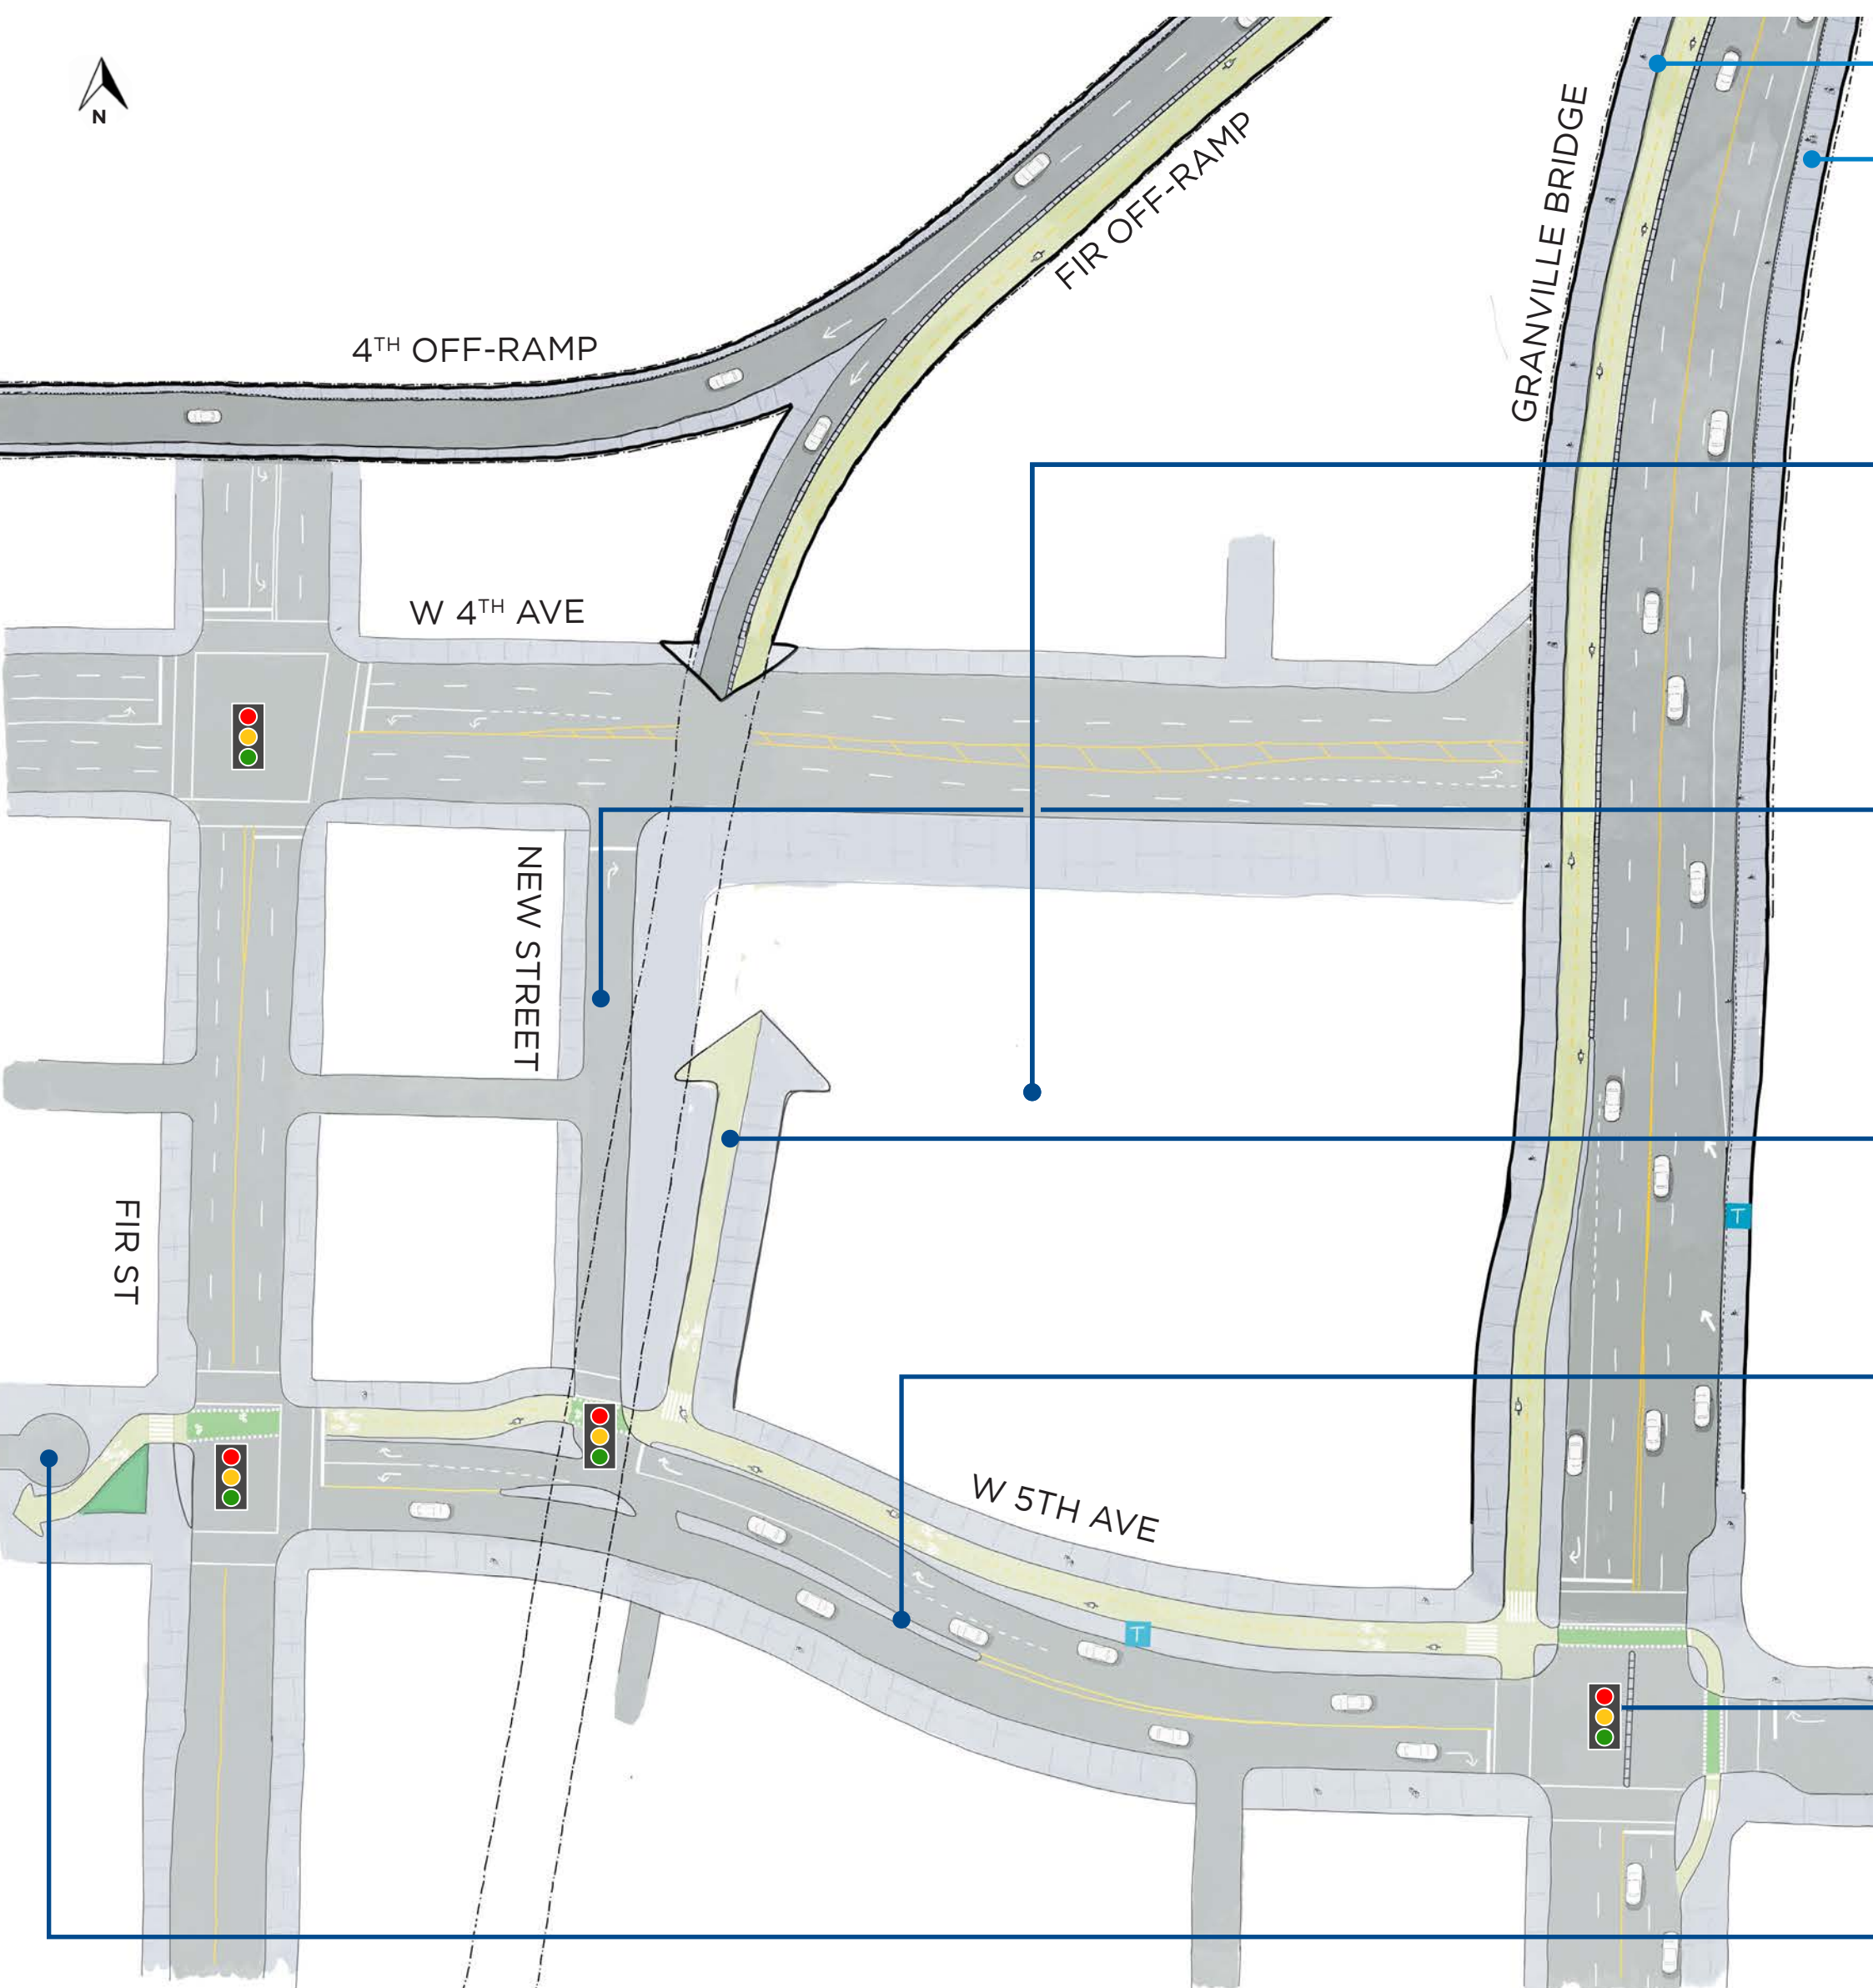 N
GRANVILLE BRIDGE
FIR OFF-RAMP
4TH OFF-RAMP
W 4TH AVE
NEW STREET
FIR ST
T
W 5TH AVE
T